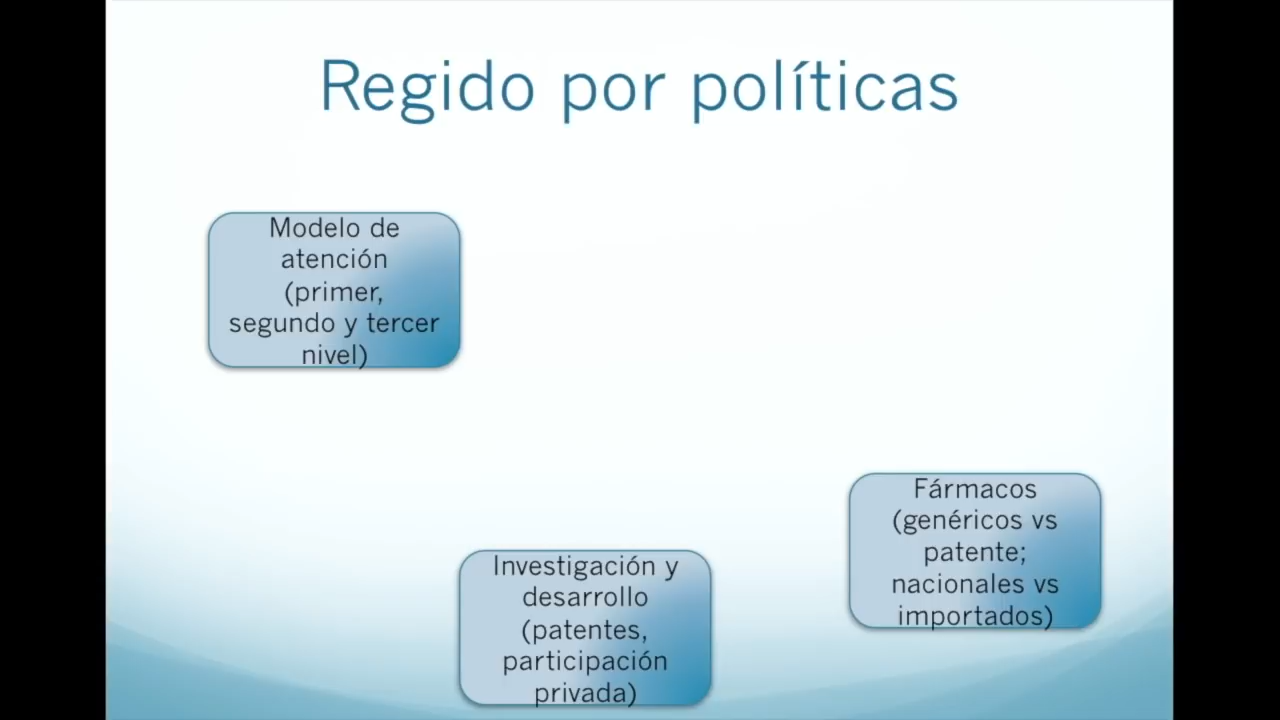 Regido por políticas
Modelo de
atención
(primer,
segundo y tercer
nivel)
Fármacos
(genéricos vs
patente;
nacionales vs
importados)
Investigación y
desarrollo
(patentes,
participación
privada)